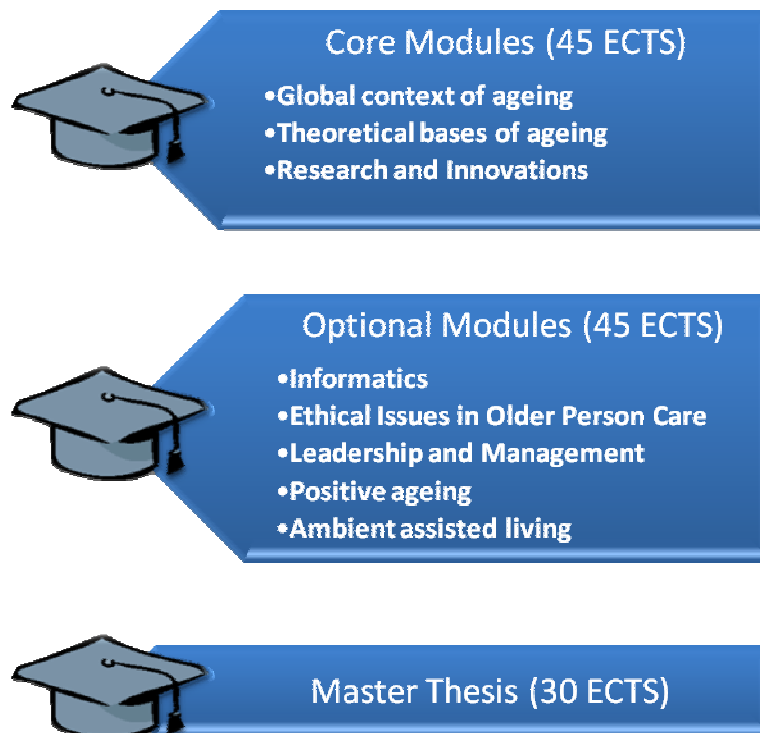 Core Modules (45 ECTS)
•Global context of ageing
•Theoretical bases of ageing
•Research and Innovations
Optional Modules (45 ECTS)
•Informatics
•Ethical Issues in Older Person Care
•Leadership and Management
•Positive ageing
•Ambient assisted living
Master Thesis (30 ECTS)